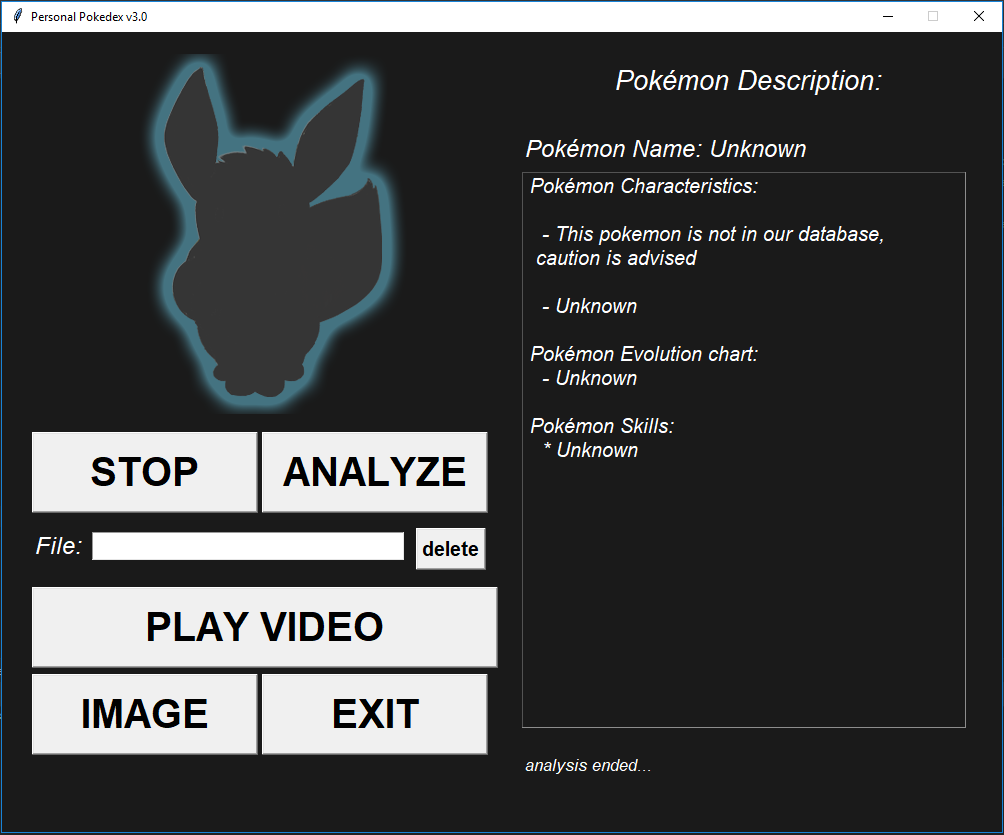 Personal Pokedex v3.0
Pokémon Description:
Pokémon Name: Unknown
Pokémon Characteristics:
- This pokemon is not in our database,
caution is advised
- Unknown
Pokémon Evolution chart:
- Unknown
Pokémon Skills:
* Unknown
STOP
ANALYZE
File:
delete
PLAY VIDEO
IMAGE
EXIT
analysis ended...